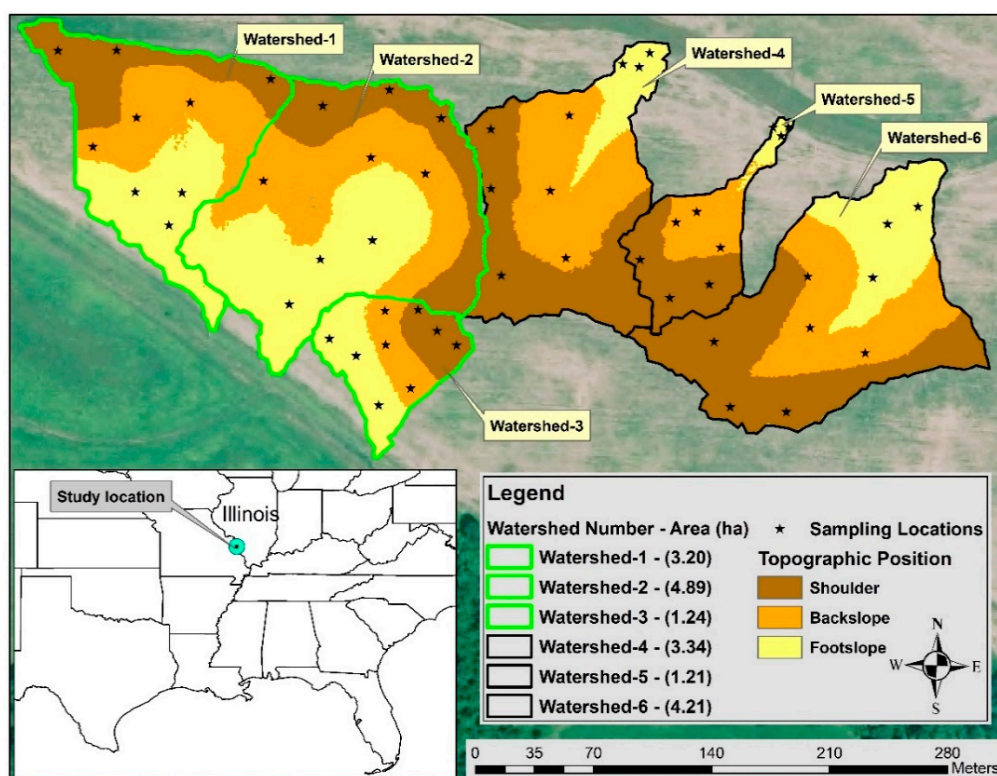 Watershed-1
Watershed-2
Watershed-4
Watershed-5
Watershed-6
Watershed-3
Study location
Illinois
Legend
Watershed Number - Area (ha)
Watershed-1 - (3.20)
Watershed-2 - (4.89)
Watershed-3 - (1.24)
Watershed-4 - (3.34)
Watershed-5 - (1.21)
Watershed-6 - (4.21)
Sampling Locations
Topographic Position
Shoulder
Backslope
Footslope
N
W
E
S
0 35 70 140 210 280
Meters